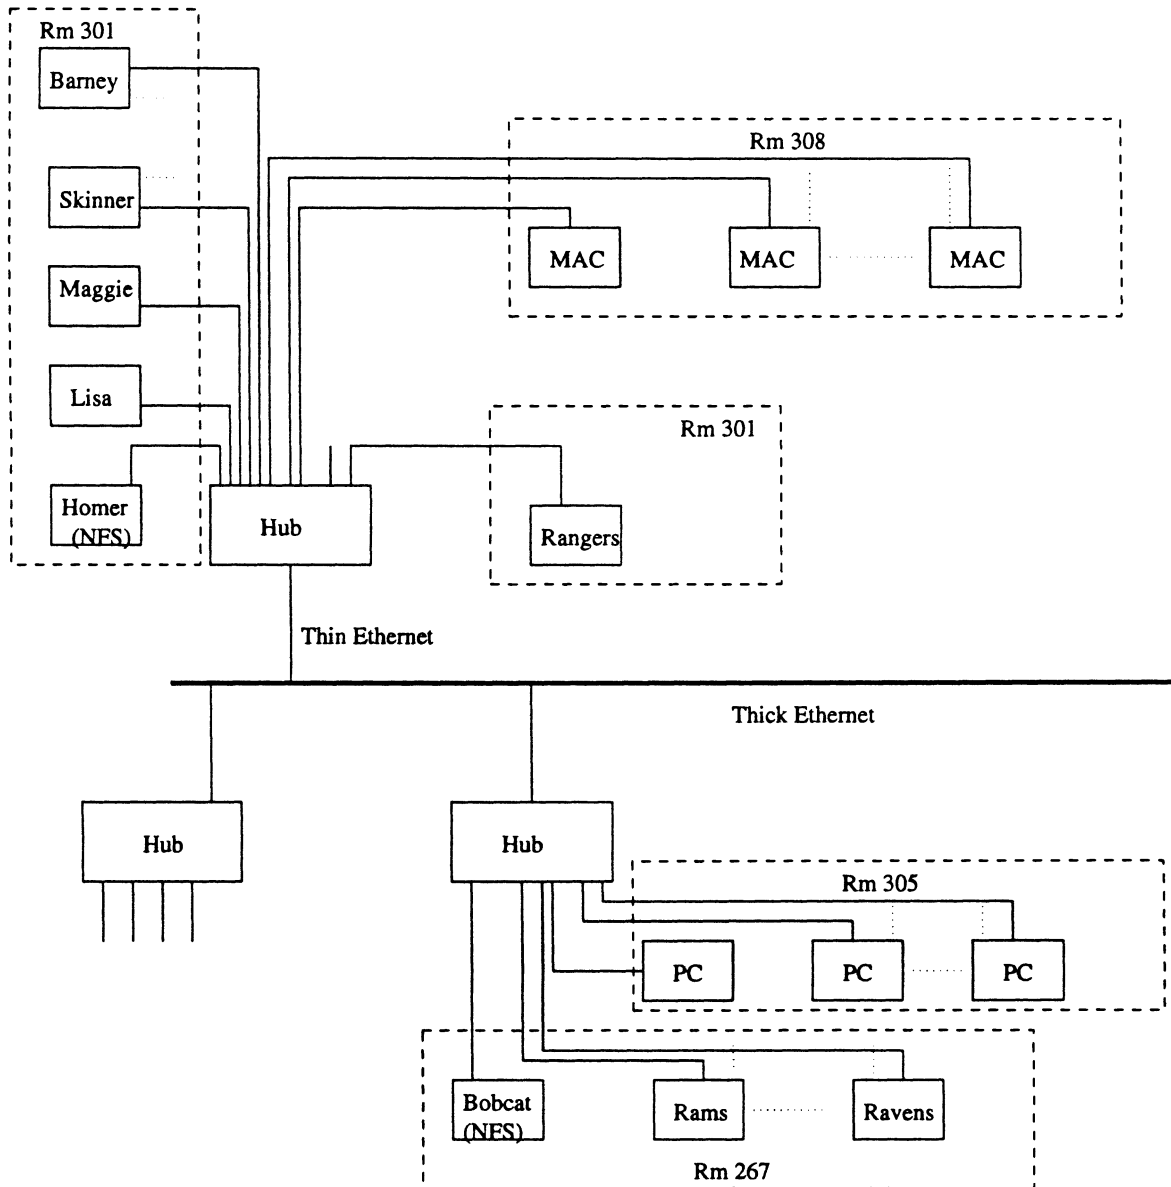 Rm 301
Barney
Skinner
Maggie
Lisa
Homer
(NFS)
Hub
Rm 308
MAC
MAC
MAC
Rm 301
Rangers
Thin Ethernet
Thick Ethernet
Hub
Hub
Rm 305
PC
PC
PC
Bobcat
(NFS)
Rams
Ravens
Rm 267